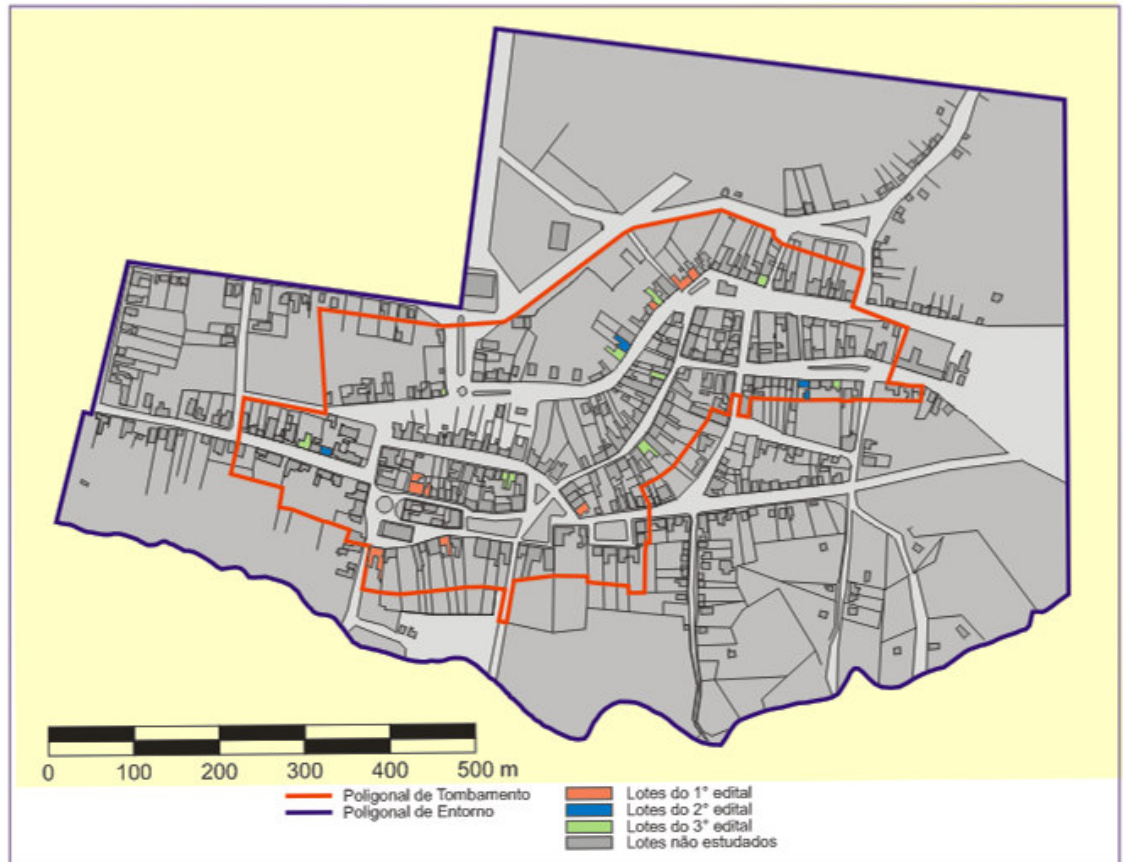 0 100 200 300 400 500 m
Poligonal de Tombamento
Poligonal de Entorno
Lotes do 1° edital
Lotes do 2° edital
Lotes do 3° edital
Lotes não estudados